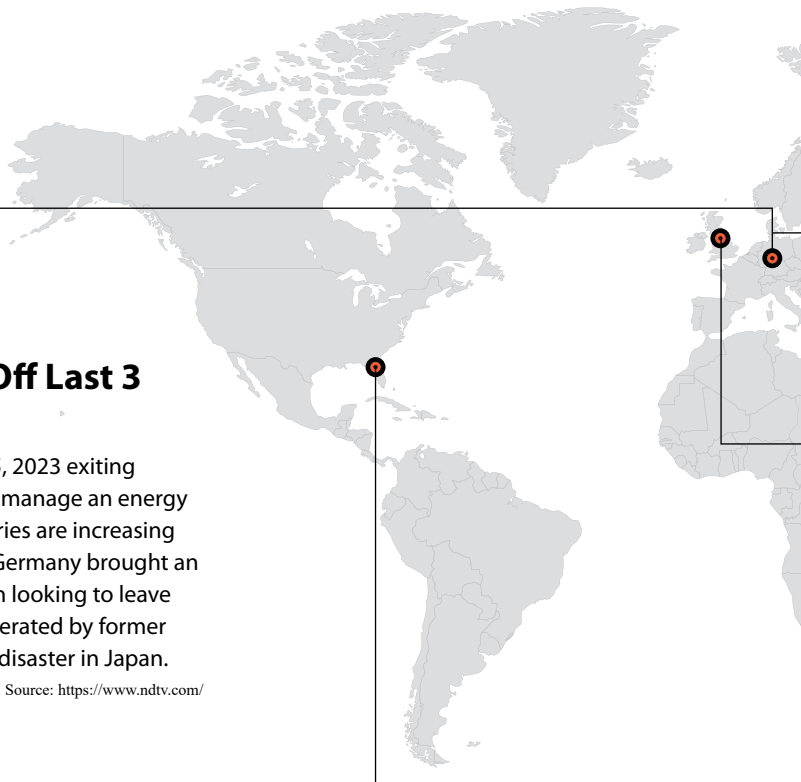 Off Last 3
, 2023 exiting
manage an energy
ries are increasing
Germany brought an
n looking to leave
erated by former
disaster in Japan.
Source: https://www.ndtv.com/